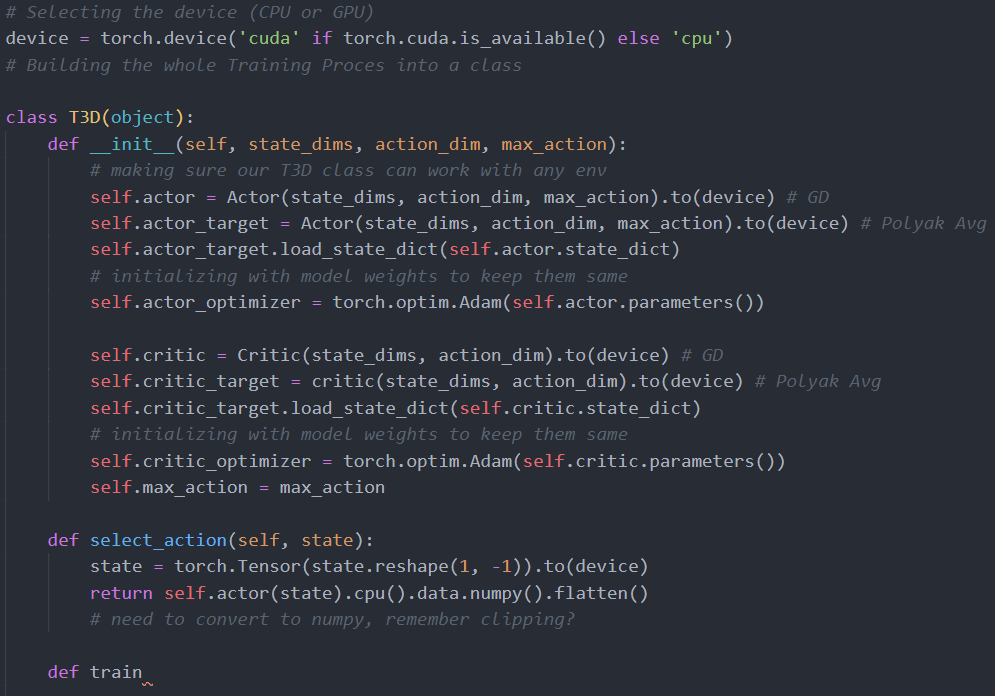 # Selecting the device (CPU or GPU)
device = torch.device('cuda' if torch.cuda.is_available() else 'cpu')
# Building the whole Training Proces into a class
class T3D(object):
def __init__(self, state_dims, action_dim, max_action):
# making sure our T3D class can work with any env
self.actor = Actor(state_dims, action_dim, max_action).to(device) # GD
self.actor_target = Actor(state_dims, action_dim, max_action).to(device) # Polyak Avg
self.actor_target.load_state_dict(self.actor.state_dict)
# initializing with model weights to keep them same
self.actor_optimizer = torch.optim.Adam(self.actor.parameters())
self.critic = Critic(state_dims, action_dim).to(device) # GD
self.critic_target = critic(state_dims, action_dim).to(device) # Polyak Avg
self.critic_target.load_state_dict(self.critic.state_dict)
# initializing with model weights to keep them same
self.critic_optimizer = torch.optim.Adam(self.critic.parameters())
self.max_action = max_action
def select_action(self, state):
state = torch.Tensor(state.reshape(1, -1)).to(device)
return self.actor(state).cpu().data.numpy().flatten()
# need to convert to numpy, remember clipping?
def train